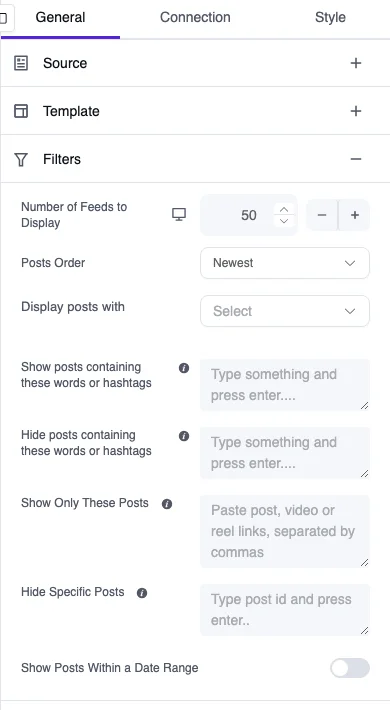 General Connection Style
Source
Template
Filters
Number of Feeds to
Display
50
Posts Order
Newest
Display posts with
Select
Show posts containing
these words or hashtags
Type something and
press enter....
Hide posts containing
these words or hashtags
Type something and
press enter....
Show Only These Posts
Paste post, video or
reel links, separated by
commas
Hide Specific Posts
Type post id and press
enter..
Show Posts Within a Date Range